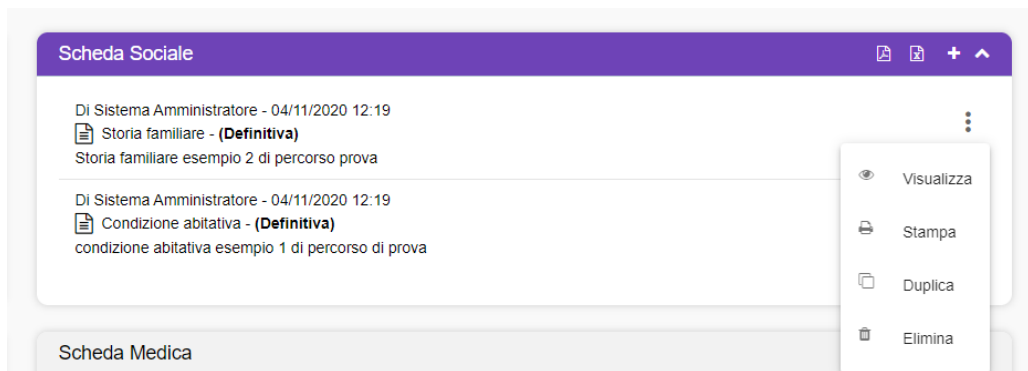 Scheda Sociale
Di Sistema Amministratore - 04/11/2020 12:19
Storia familiare - (Definitiva)
Storia familiare esempio 2 di percorso prova
Di Sistema Amministratore - 04/11/2020 12:19
Condizione abitativa - (Definitiva)
condizione abitativa esempio 1 di percorso di prova
Visualizza
Stampa
Duplica
Elimina
Scheda Medica